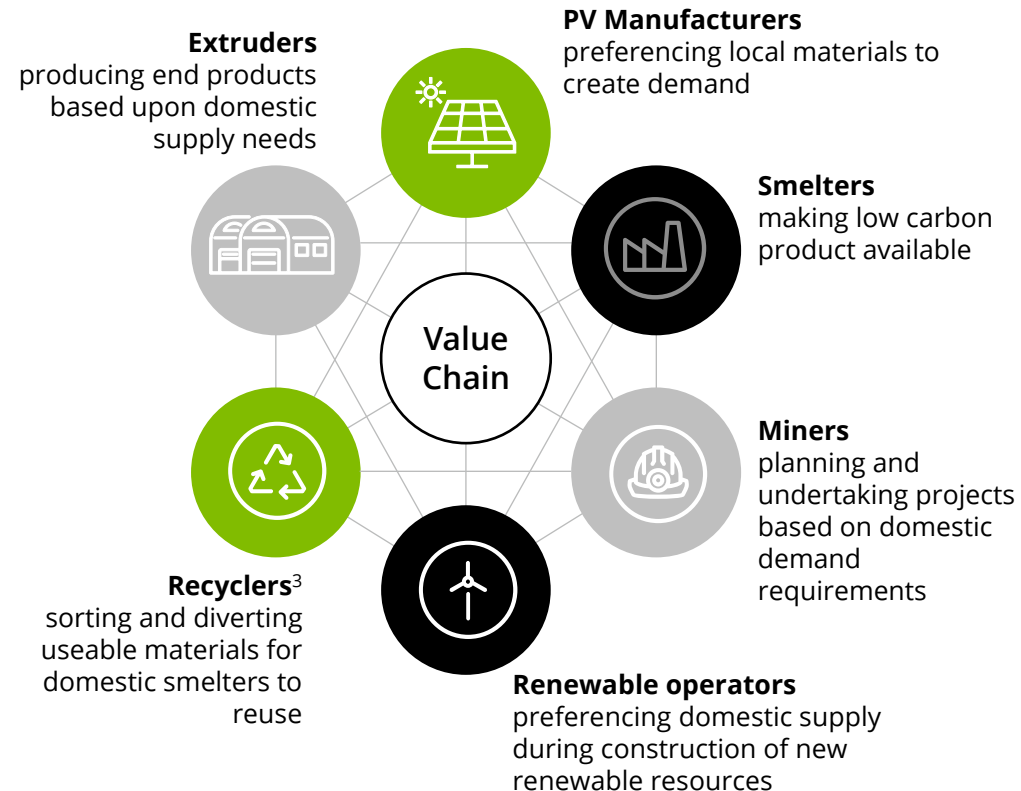 PV Manufacturers
preferencing local materials to
create demand
Extruders
producing end products
based upon domestic
supply needs
Smelters
making low carbon
product available
Value
Chain
Miners
planning and
undertaking projects
based on domestic
demand
requirements
Recyclers³
sorting and diverting
useable materials for
domestic smelters to
reuse
Renewable operators
preferencing domestic supply
during construction of new
renewable resources